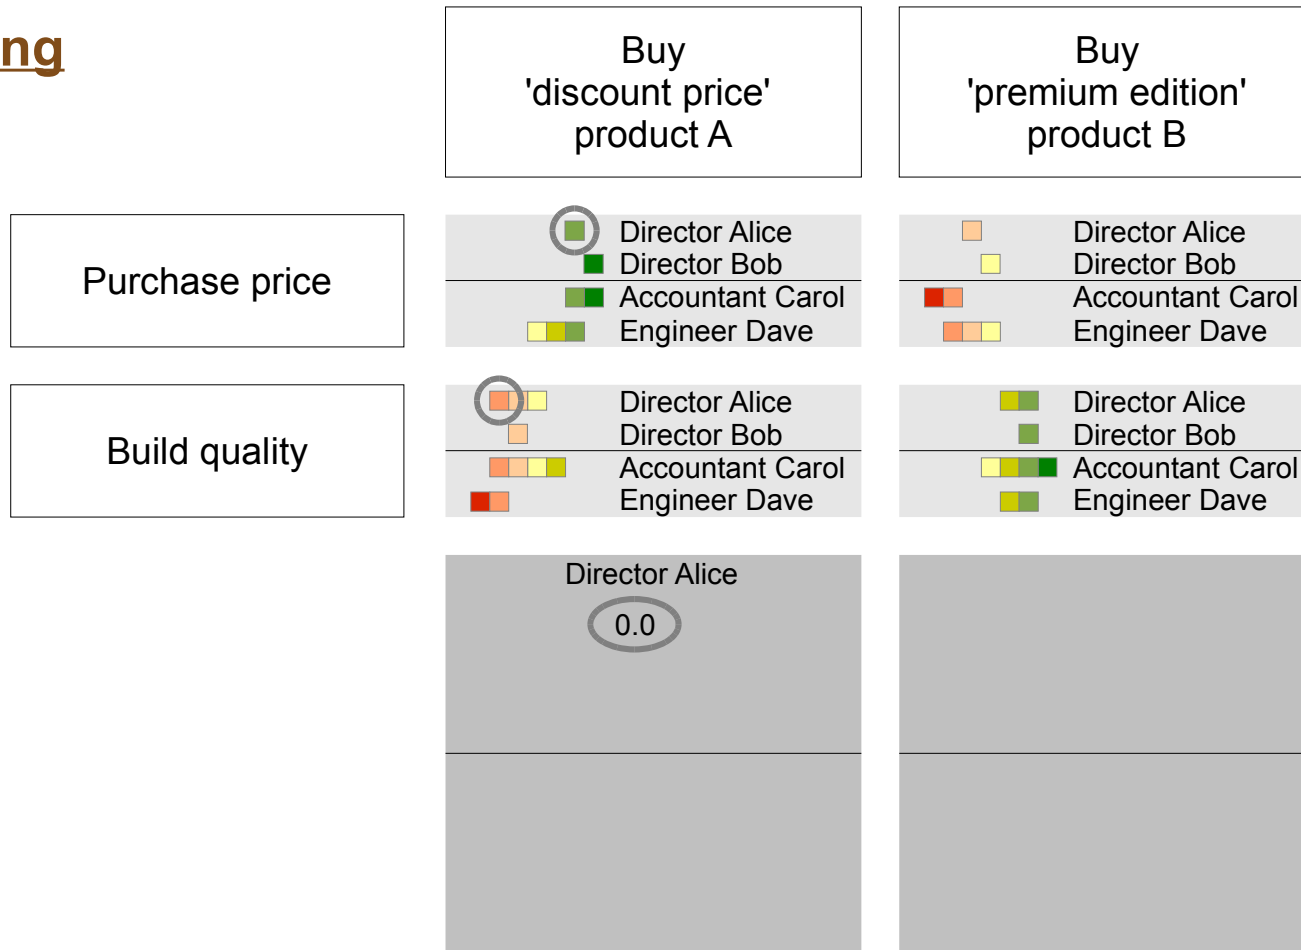 ng
Buy
'discount price'
product A
Buy
'premium edition'
product B
Purchase price
Director Alice
Director Bob
Accountant Carol
Engineer Dave
Director Alice
Director Bob
Accountant Carol
Engineer Dave
Build quality
Director Alice
Director Bob
Accountant Carol
Engineer Dave
Director Alice
Director Bob
Accountant Carol
Engineer Dave
Director Alice
0.0